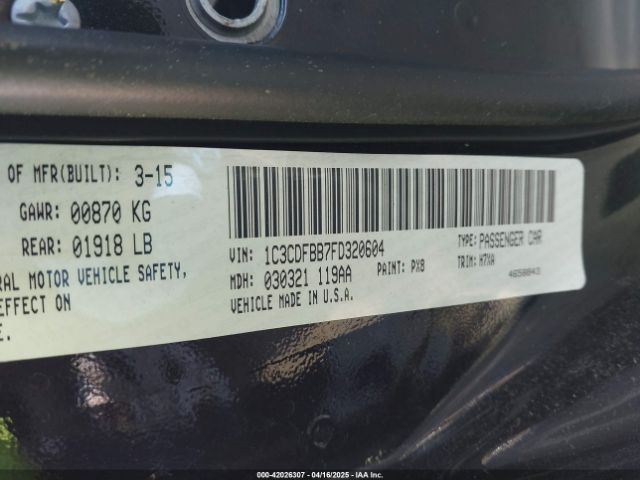 OF MFR(BUILT): 3-15
GAWR: 00870 KG
REAR: 01918 LB
RAL MOTOR VEHICLE SAFETY,
EFFECT ON
E.
VIN: 1C3CDFBB7FD320604
TYPE: PASSENGER CAR
MDH: 030321 119AA
PAINT: PX8
TRIM: H7XA
VEHICLE MADE IN U.S.A.
000-42026307 - 04/16/2025 - IAA Inc.